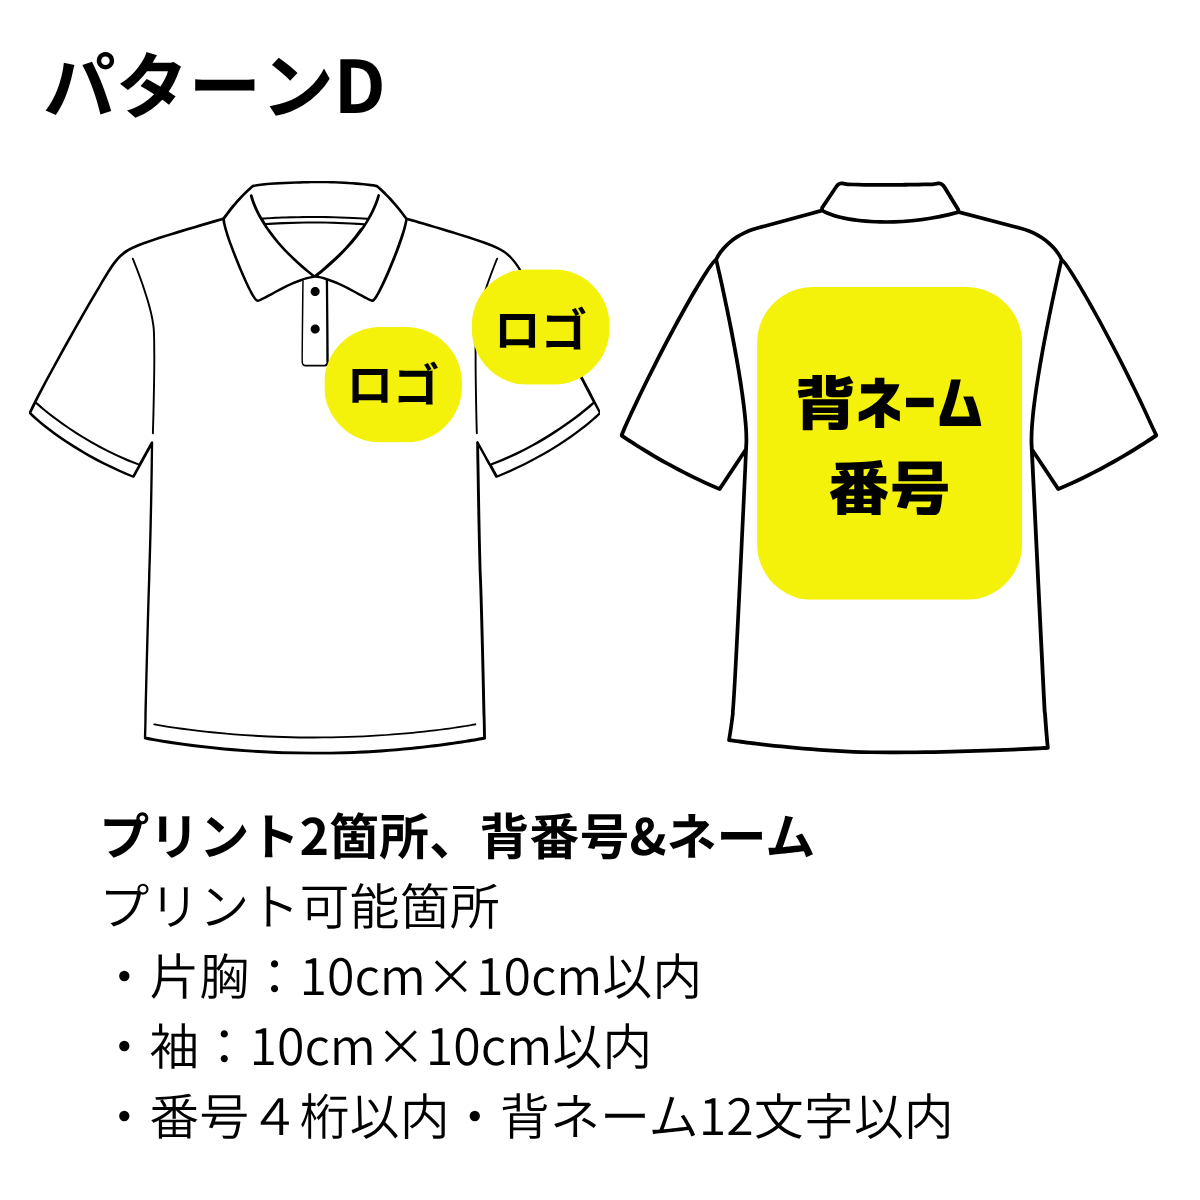 パターンD
ロゴ
ロゴ
背ネーム
番号
プリント2箇所、背番号&ネーム
プリント可能箇所
・片胸：10cm×10cm以内
・袖：10cm×10cm以内
・番号４桁以内・背ネーム12文字以内